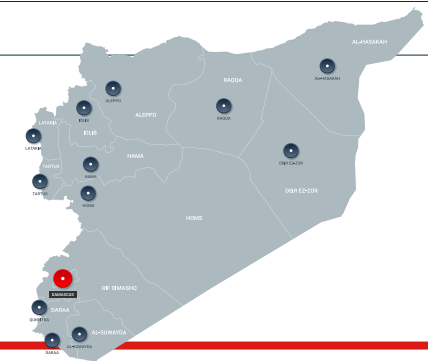 AL-HASAKAH
AL-HASAKAH
RAQQA
ALEPPO
RAQQA
ALEPPO
IDLIB
LATAKIA
IDLIB
LATAKIA
HAMA
DEIR EZ-ZOR
TARTUS
HAMA
DEIR EZ-ZOR
TARTUS
HOMS
HOMS
RIF DIMASHQ
DAMASCUS
DARAA
QUNEITRA
AL-SUWAYDA
AL-SUWAYDA
DARAA